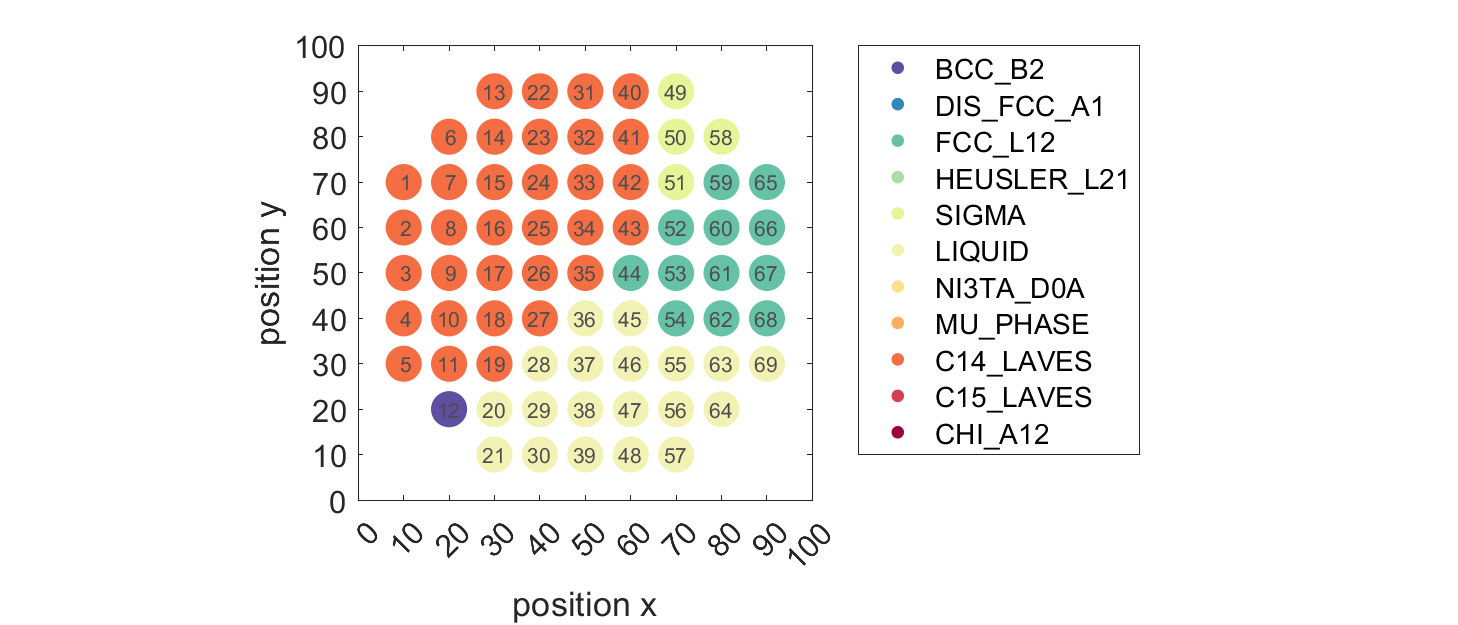 100
90
80
70
60
50
40
30
20
10
0
position y
13 22 31 40 49
6 14 23 32 41 50 58
1 7 15 24 33 42 51 59 65
2 8 16 25 34 43 52 60 66
3 9 17 26 35 44 53 61 67
4 10 18 27 36 45 54 62 68
5 11 19 28 37 46 55 63 69
12 20 29 38 47 56 64
21 30 39 48 57
0 10 20 30 40 50 60 70 80 90 100
position x
BCC_B2
DIS_FCC_A1
FCC_L12
HEUSLER_L21
SIGMA
LIQUID
NI3TA_D0A
MU_PHASE
C14_LAVES
C15_LAVES
CHI_A12